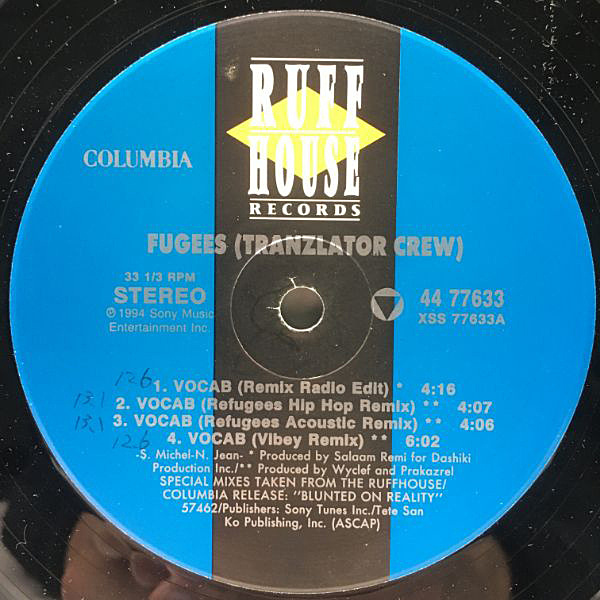 RUFF
HOUSE
RECORDS
COLUMBIA
FUGEES (TRANZLATOR CREW)
33 1/3 RPM
STEREO
℗ 1994 Sony Music
Entertainment Inc.
44 77633
XSS 77633A
126 1. VOCAB (Remix Radio Edit) * 4:16
13.1 2. VOCAB (Refugees Hip Hop Remix) ** 4:07
13.1 3. VOCAB (Refugees Acoustic Remix) ** 4:06
126 4. VOCAB (Vibey Remix) ** 6:02
-S. Michel-N. Jean- * Produced by Salaam Remi for Dashiki
Production Inc./** Produced by Wyclef and Prakazrel
SPECIAL MIXES TAKEN FROM THE RUFFHOUSE/
COLUMBIA RELEASE: "BLUNTED ON REALITY"
57462/Publishers: Sony Tunes Inc./Tete San
Ko Publishing, Inc. (ASCAP)